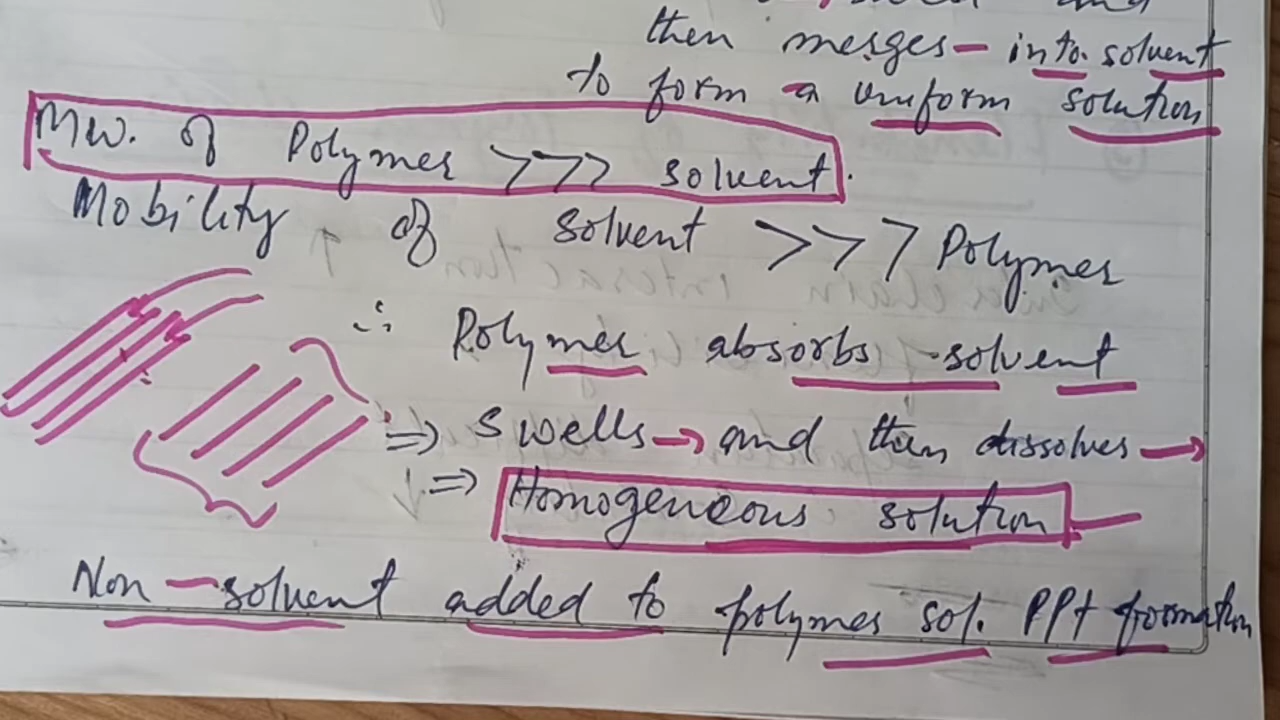 then merges- into solvent
to form a uniform solution
MW. of Polymer >>> solvent.
Mobility of solvent >>> Polymer
∴ Polymer absorbs solvent
⇒ Swells → and then dissolves →
↓ ⇒ Homogeneous solution
Non-solvent added to polymer sol. PPt formation